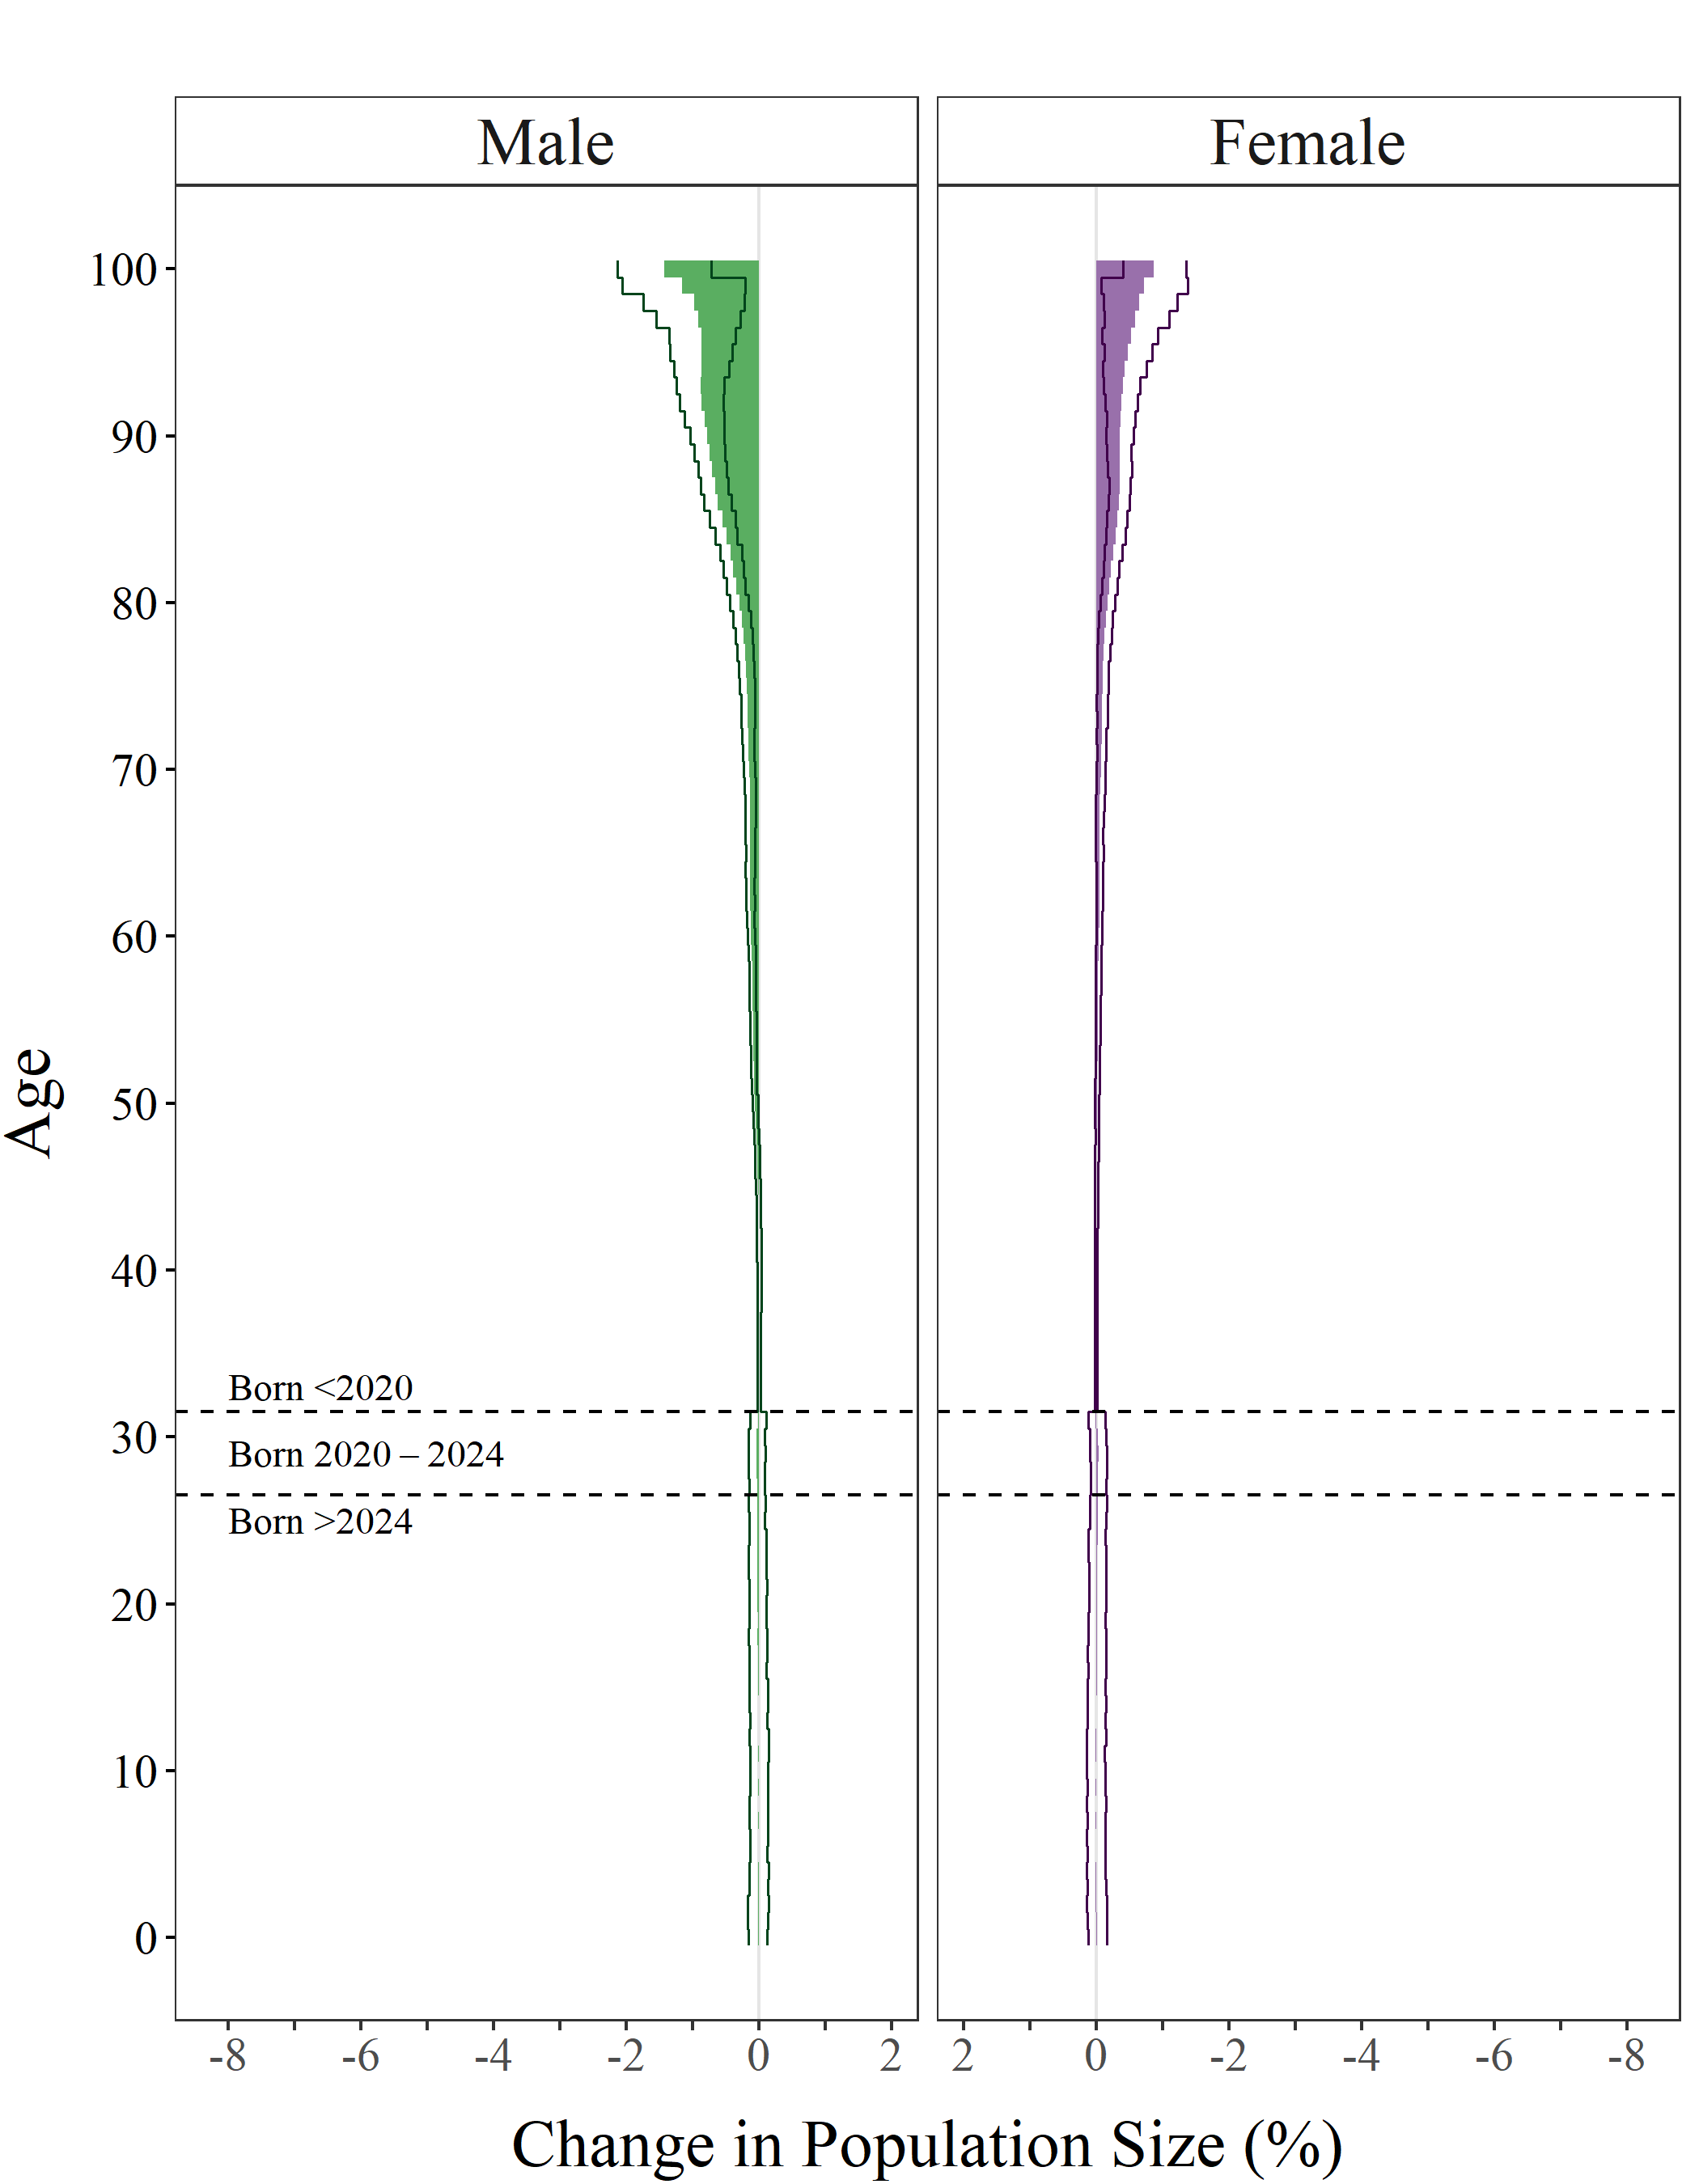 Male Female
100
90
80
70
60
50
40
30
20
10
0
Age
Born <2020
Born 2020 – 2024
Born >2024
-8 -6 -4 -2 0 2 2 0 -2 -4 -6 -8
Change in Population Size (%)